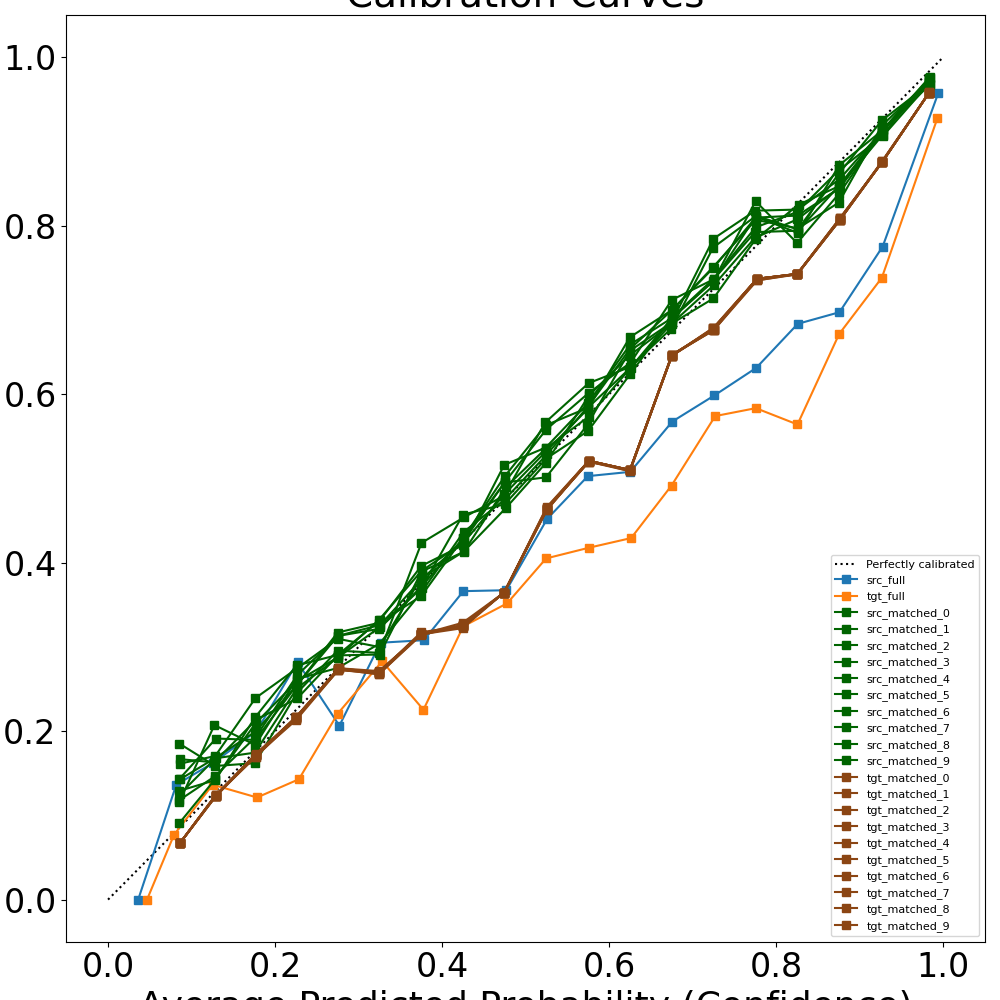 Calibration Curves
1.0
0.8
0.6
0.4
0.2
0.0
Perfectly calibrated
src_full
tgt_full
src_matched_0
src_matched_1
src_matched_2
src_matched_3
src_matched_4
src_matched_5
src_matched_6
src_matched_7
src_matched_8
src_matched_9
tgt_matched_0
tgt_matched_1
tgt_matched_2
tgt_matched_3
tgt_matched_4
tgt_matched_5
tgt_matched_6
tgt_matched_7
tgt_matched_8
tgt_matched_9
0.0 0.2 0.4 0.6 0.8 1.0
Average Predicted Probability (Confidence)